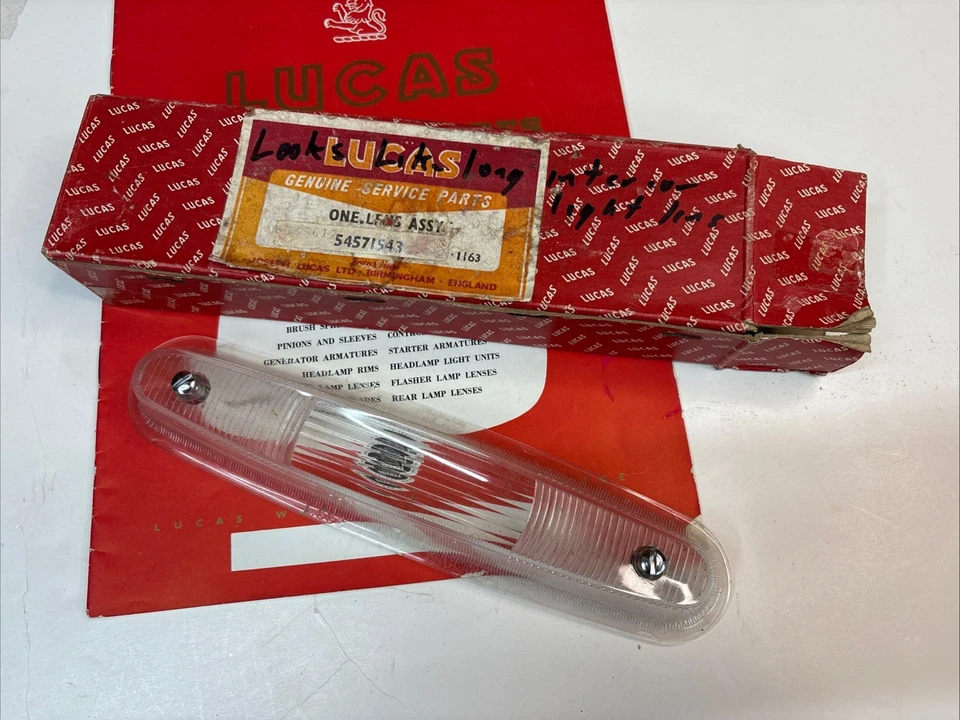 LUCAS
Looks Like long interior
light lens
LUCAS
GENUINE SERVICE PARTS
ONE.LENS ASSY.
54571543
1163
JOSEPH LUCAS LTD · BIRMINGHAM · ENGLAND
PINIONS AND SLEEVES
GENERATOR ARMATURES STARTER ARMATURES
HEADLAMP RIMS HEADLAMP LIGHT UNITS
LAMP LENSES FLASHER LAMP LENSES
REAR LAMP LENSES
LUCAS